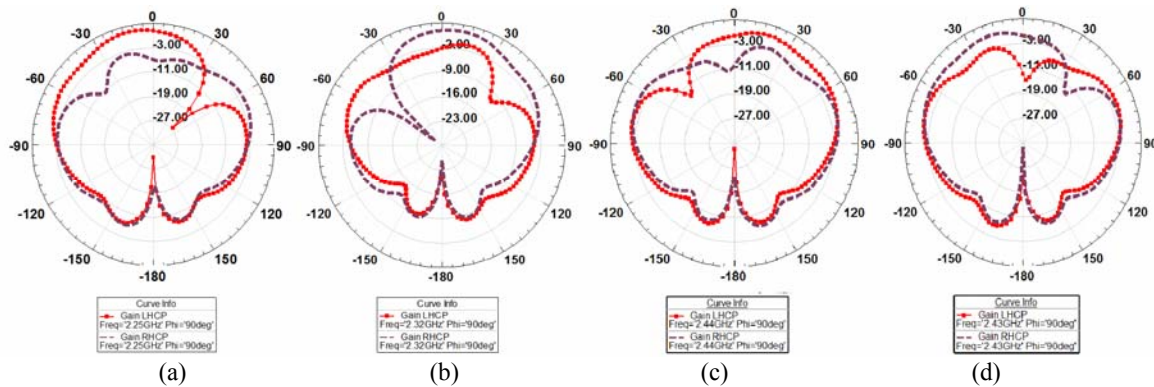 0
-30
30
-3.00
-60
60
-11.00
-19.00
-27.00
-90
90
-120
120
-150
150
-180
Curve Info
Gain LHCP
Freq='2.25GHz' Phi='90deg'
Gain RHCP
Freq='2.25GHz' Phi='90deg'
(a)
0
-30
30
-3.00
-60
60
-9.00
-16.00
-23.00
-90
90
-120
120
-150
150
-180
Curve Info
Gain LHCP
Freq='2.32GHz' Phi='90deg'
Gain RHCP
Freq='2.32GHz' Phi='90deg'
(b)
0
-30
30
-3.00
-60
60
-11.00
-19.00
-27.00
-90
90
-120
120
-150
150
-180
Curve Info
Gain LHCP
Freq='2.44GHz' Phi='90deg'
Gain RHCP
Freq='2.44GHz' Phi='90deg'
(c)
0
-30
30
-3.00
-60
60
-11.00
-19.00
-27.00
-90
90
-120
120
-150
150
-180
Curve Info
Gain LHCP
Freq='2.43GHz' Phi='90deg'
Gain RHCP
Freq='2.43GHz' Phi='90deg'
(d)